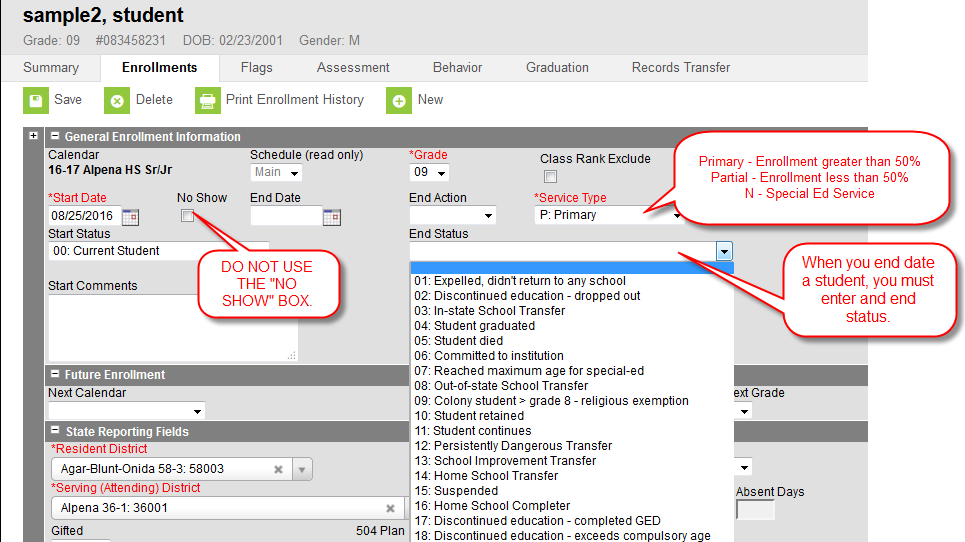 sample2, student
Grade: 09 #083458231 DOB: 02/23/2001 Gender: M
Summary Enrollments Flags Assessment Behavior Graduation Records Transfer
Save Delete Print Enrollment History New
General Enrollment Information
Calendar
16-17 Alpena HS Sr/Jr
Schedule (read only)
Main
*Grade
09
Class Rank Exclude
Primary - Enrollment greater than 50%
Partial - Enrollment less than 50%
N - Special Ed Service
*Start Date
08/25/2016
No Show
End Date
End Action
*Service Type
P: Primary
Start Status
00: Current Student
End Status
DO NOT USE
THE "NO
SHOW" BOX.
When you end date
a student, you must
enter and end
status.
Start Comments
01: Expelled, didn't return to any school
02: Discontinued education - dropped out
03: In-state School Transfer
04: Student graduated
05: Student died
06: Committed to institution
07: Reached maximum age for special-ed
08: Out-of-state School Transfer
09: Colony student > grade 8 - religious exemption
10: Student retained
11: Student continues
12: Persistently Dangerous Transfer
13: School Improvement Transfer
14: Home School Transfer
15: Suspended
16: Home School Completer
17: Discontinued education - completed GED
18: Discontinued education - exceeds compulsory age
Future Enrollment
Next Calendar
ext Grade
State Reporting Fields
*Resident District
Agar-Blunt-Onida 58-3: 58003
*Serving (Attending) District
Alpena 36-1: 36001
Absent Days
Gifted
504 Plan